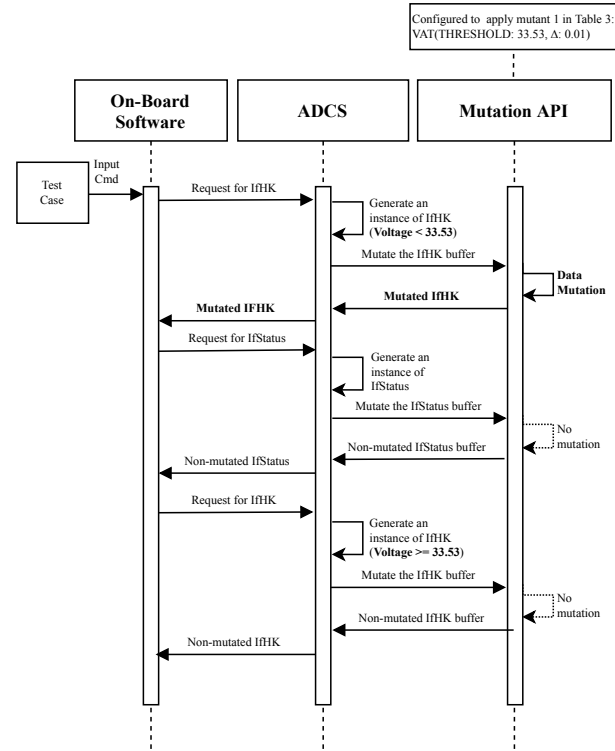 Configured to apply mutant 1 in Table 3:
VAT(THRESHOLD: 33.53, Δ: 0.01)
On-Board
Software
ADCS
Mutation API
Test
Case
Input
Cmd
Request for IfHK
Generate an
instance of IfHK
(Voltage < 33.53)
Mutate the IfHK buffer
Data
Mutation
Mutated IfHK
Mutated IFHK
Request for IfStatus
Generate an
instance of
IfStatus
Mutate the IfStatus buffer
No
mutation
Non-mutated IfStatus buffer
Non-mutated IfStatus
Request for IfHK
Generate an
instance of IfHK
(Voltage >= 33.53)
Mutate the IfHK buffer
No
mutation
Non-mutated IfHK buffer
Non-mutated IfHK